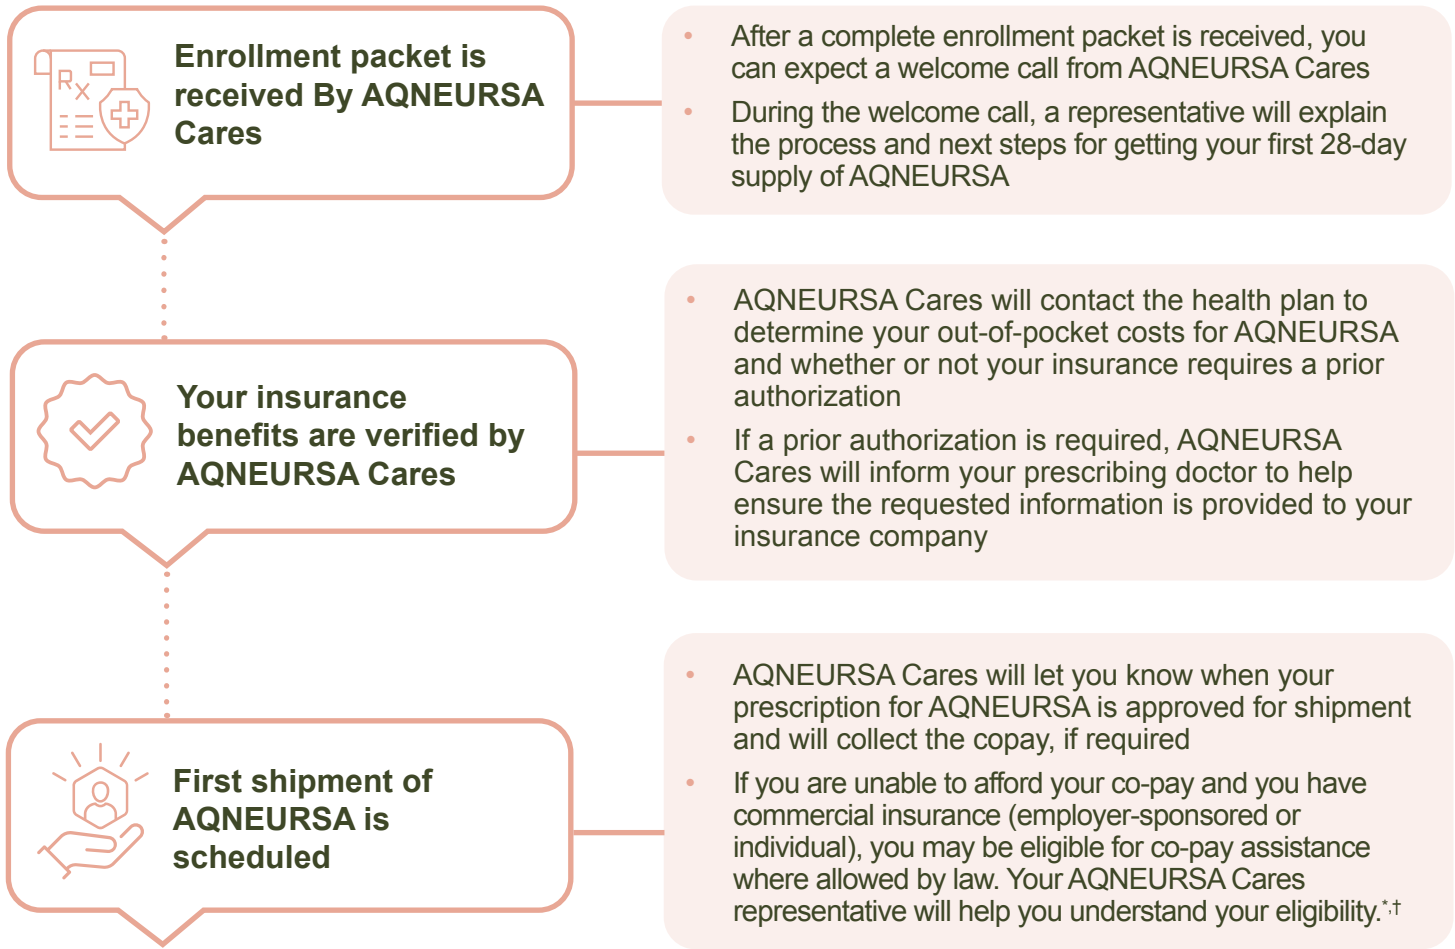 Enrollment packet is
received By AQNEURSA
Cares
• After a complete enrollment packet is received, you
can expect a welcome call from AQNEURSA Cares
• During the welcome call, a representative will explain
the process and next steps for getting your first 28-day
supply of AQNEURSA
Your insurance
benefits are verified by
AQNEURSA Cares
• AQNEURSA Cares will contact the health plan to
determine your out-of-pocket costs for AQNEURSA
and whether or not your insurance requires a prior
authorization
• If a prior authorization is required, AQNEURSA
Cares will inform your prescribing doctor to help
ensure the requested information is provided to your
insurance company
First shipment of
AQNEURSA is
scheduled
• AQNEURSA Cares will let you know when your
prescription for AQNEURSA is approved for shipment
and will collect the copay, if required
• If you are unable to afford your co-pay and you have
commercial insurance (employer-sponsored or
individual), you may be eligible for co-pay assistance
where allowed by law. Your AQNEURSA Cares
representative will help you understand your eligibility.*,†